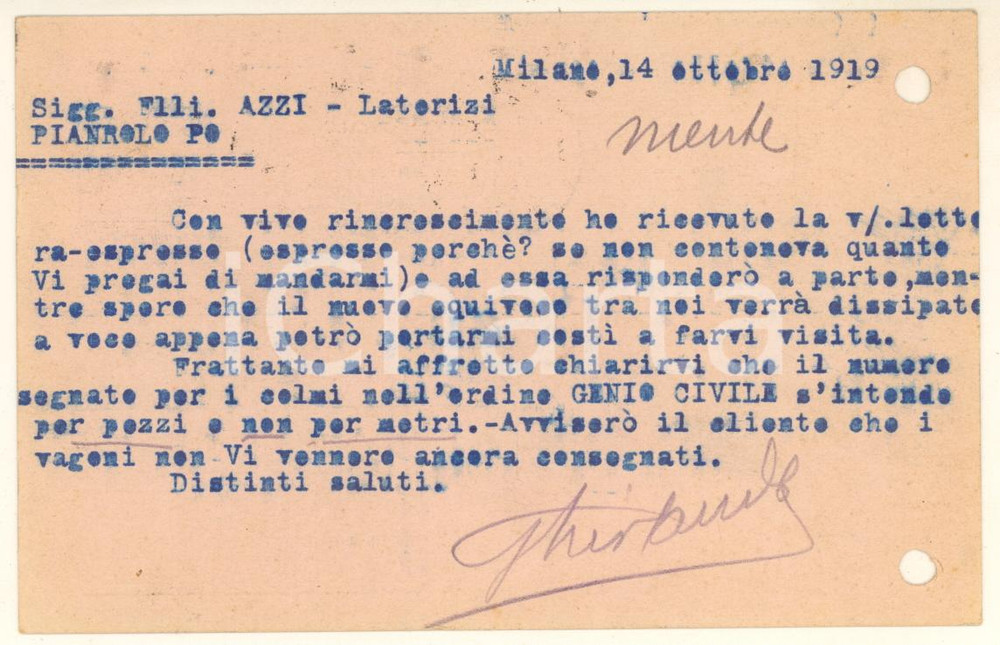 Milano,14 ottobre 1919
Sigg. Flli. AZZI - Laterizi
PIANROLO PO
================
niente
Con vivo rincrescimento ho ricevuto la v/.lette
ra-espresso (espresso perchè? se non conteneva quanto
Vi pregai di mandarmi)e ad essa risponderò a parte,men-
tre spero che il nuovo equivoco tra noi verrà dissipato
a voce appena potrò portarmi costì a farvi visita.
Frattanto mi affretto chiarirvi che il numero
segnato per i colmi nell'ordine GENIO CIVILE s'intende
per pezzi e non per metri.-Avviserò il cliente che i
vagoni non Vi vennero ancora consegnati.
Distinti saluti.
iCharta